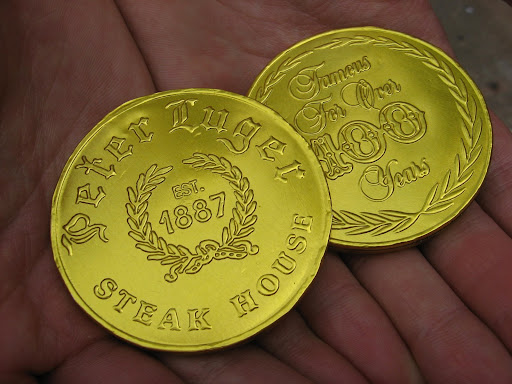 Peter Luger
EST.
1887
STEAK HOUSE
Famous
For Over
100
Years